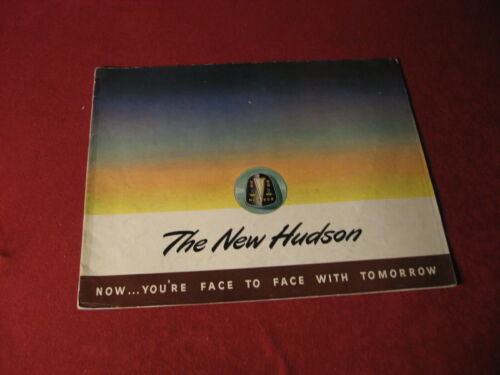 The New Hudson
NOW...YOU'RE FACE TO FACE WITH TOMORROW